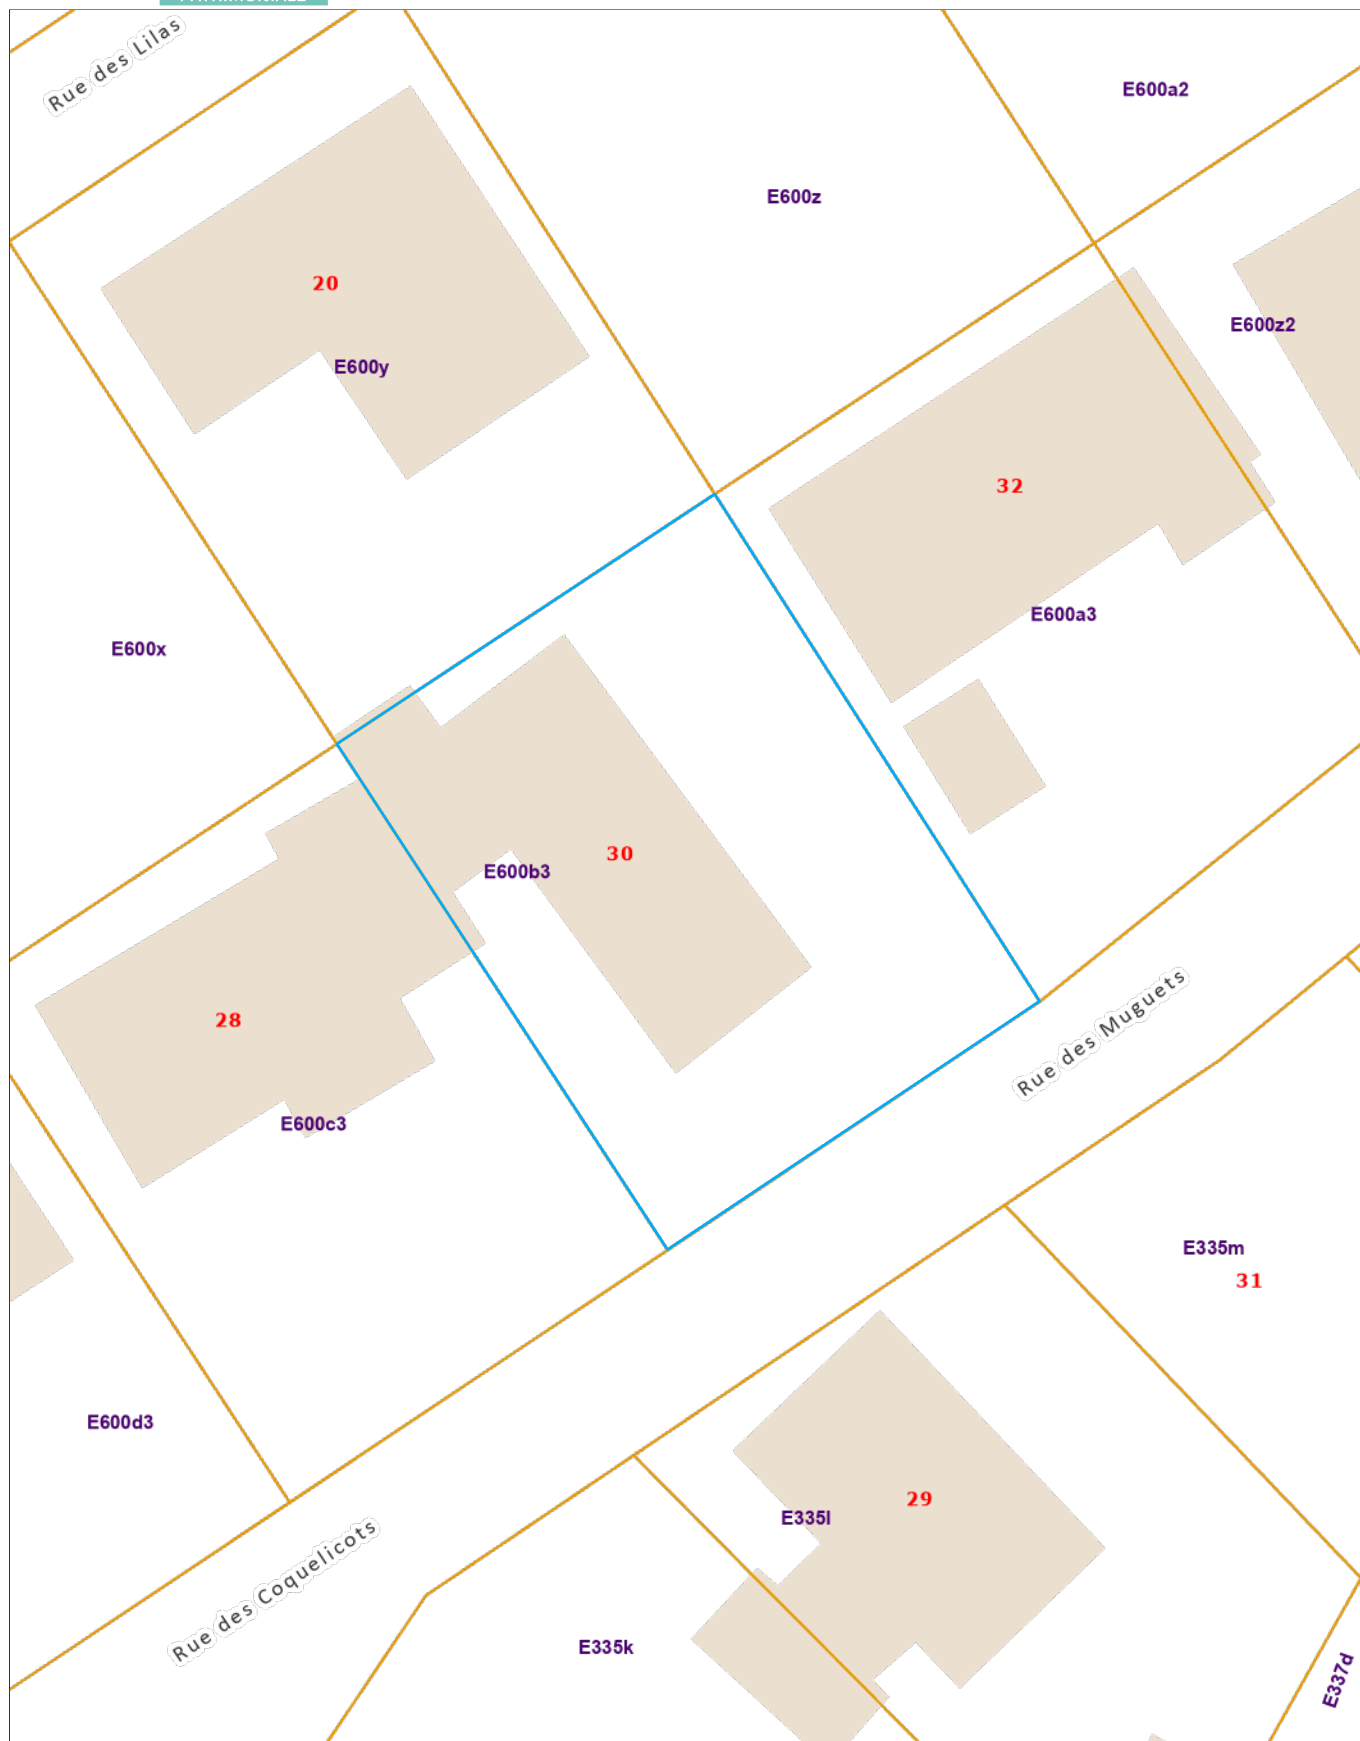 Rue des Lilas
E600a2
E600z
20
E600z2
E600y
32
E600a3
E600x
30
E600b3
28
Rue des Muguets
E600c3
E335m
31
E600d3
29
E335l
Rue des Coquelicots
E335k
E337d